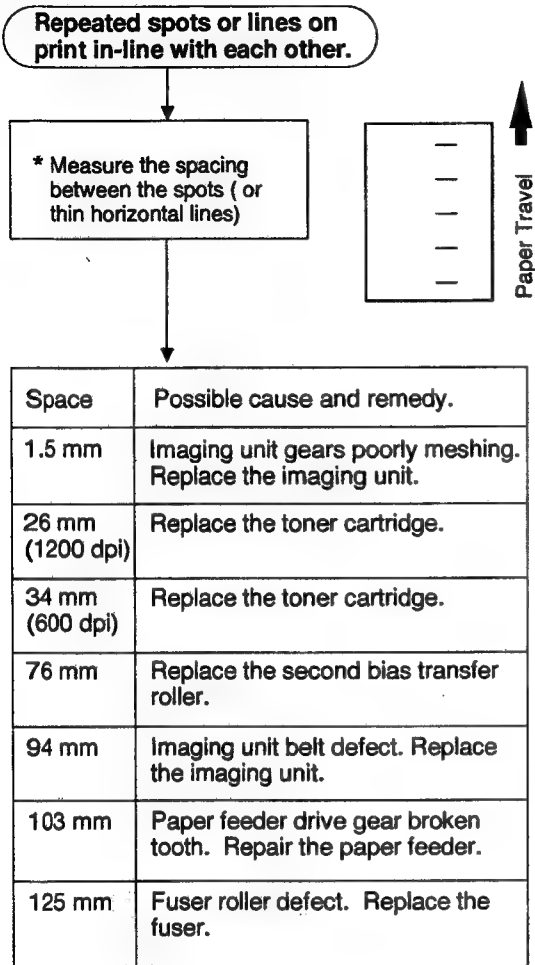 Repeated spots or lines on
print in-line with each other.
* Measure the spacing
between the spots ( or
thin horizontal lines)
Paper Travel
Space Possible cause and remedy.
1.5 mm Imaging unit gears poorly meshing.
Replace the imaging unit.
26 mm Replace the toner cartridge.
(1200 dpi)
34 mm Replace the toner cartridge.
(600 dpi)
76 mm Replace the second bias transfer
roller.
94 mm Imaging unit belt defect. Replace
the imaging unit.
103 mm Paper feeder drive gear broken
tooth. Repair the paper feeder.
125 mm Fuser roller defect. Replace the
fuser.